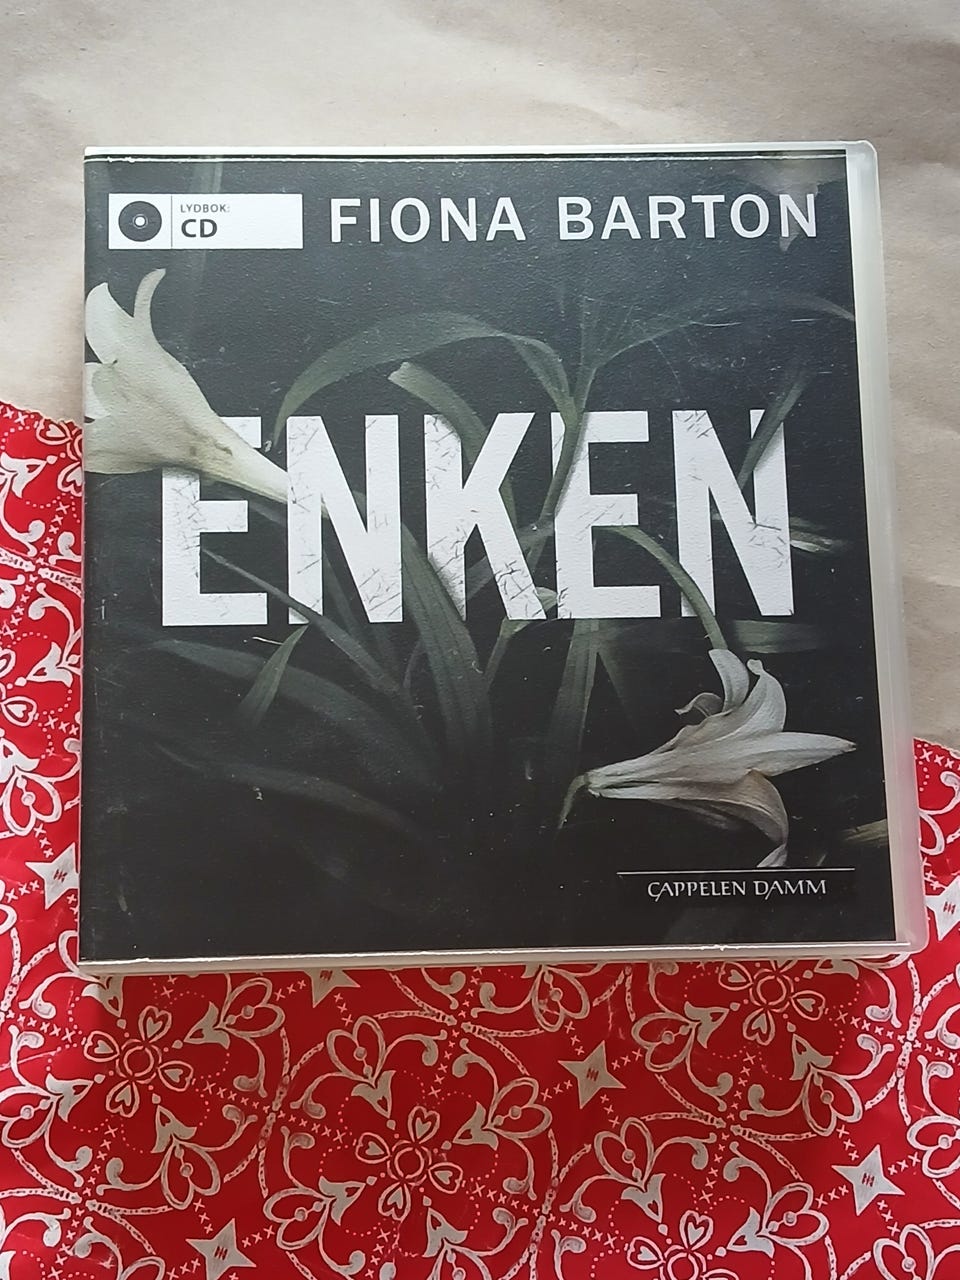 LYDBOK:
CD
FIONA BARTON
ENKEN
CAPPELEN DAMM